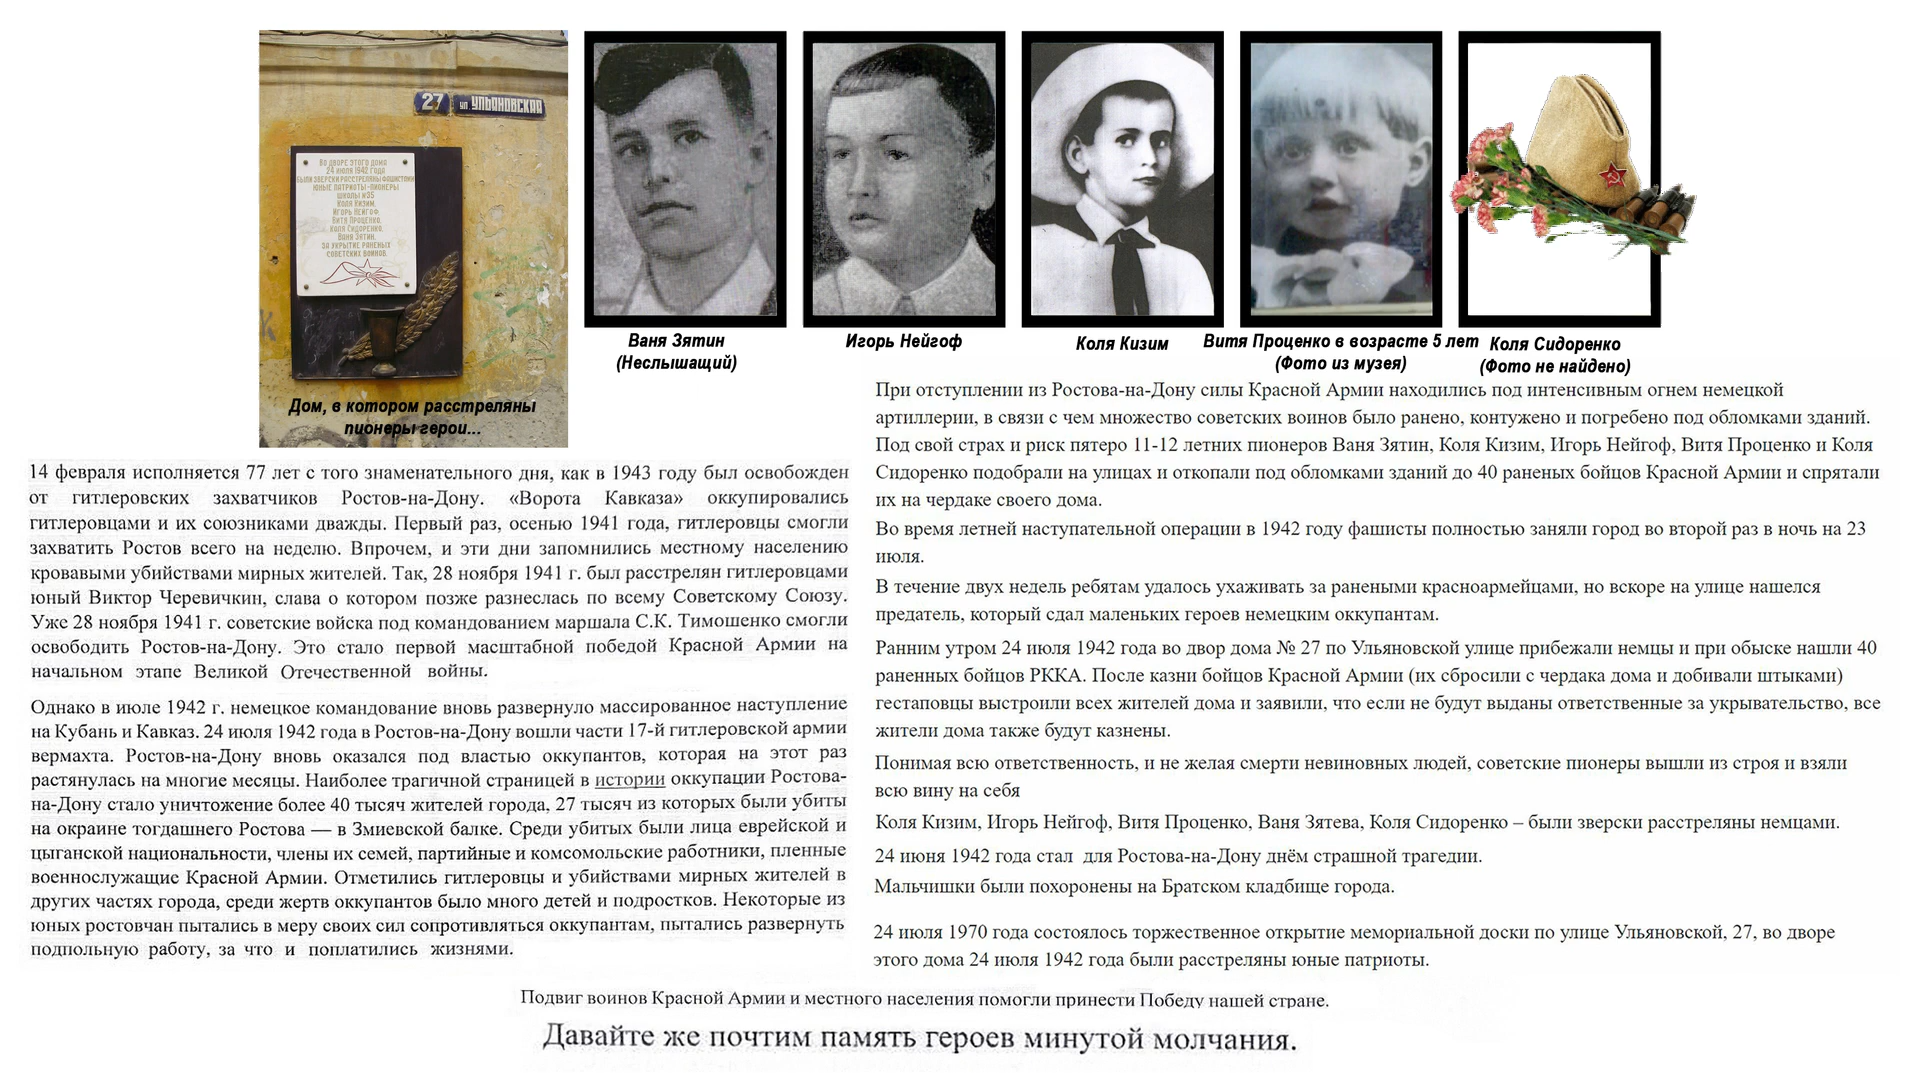 27 ул УЛЬЯНОВСКАЯ
Во дворе этого дома
24 июля 1942 года
были зверски расстреляны фашистами
юные патриоты-пионеры
школы №35
Коля Кизим,
Игорь Нейгоф,
Витя Проценко,
Коля Сидоренко,
Ваня Зятин,
за укрытие раненых
советских воинов
Дом, в котором расстреляны
пионеры герои...
Ваня Зятин
(Неслышащий)
Игорь Нейгоф
Коля Кизим
Витя Проценко в возрасте 5 лет
(Фото из музея)
Коля Сидоренко
(Фото не найдено)
14 февраля исполняется 77 лет с того знаменательного дня, как в 1943 году был освобожден
от гитлеровских захватчиков Ростов-на-Дону. «Ворота Кавказа» оккупировались
гитлеровцами и их союзниками дважды. Первый раз, осенью 1941 года, гитлеровцы смогли
захватить Ростов всего на неделю. Впрочем, и эти дни запомнились местному населению
кровавыми убийствами мирных жителей. Так, 28 ноября 1941 г. был расстрелян гитлеровцами
юный Виктор Черевичкин, слава о котором позже разнеслась по всему Советскому Союзу.
Уже 28 ноября 1941 г. советские войска под командованием маршала С.К. Тимошенко смогли
освободить Ростов-на-Дону. Это стало первой масштабной победой Красной Армии на
начальном этапе Великой Отечественной войны.
Однако в июле 1942 г. немецкое командование вновь развернуло массированное наступление
на Кубань и Кавказ. 24 июля 1942 года в Ростов-на-Дону вошли части 17-й гитлеровской армии
вермахта. Ростов-на-Дону вновь оказался под властью оккупантов, которая на этот раз
растянулась на многие месяцы. Наиболее трагичной страницей в истории оккупации Ростова-
на-Дону стало уничтожение более 40 тысяч жителей города, 27 тысяч из которых были убиты
на окраине тогдашнего Ростова — в Змиевской балке. Среди убитых были лица еврейской и
цыганской национальности, члены их семей, партийные и комсомольские работники, пленные
военнослужащие Красной Армии. Отметились гитлеровцы и убийствами мирных жителей в
других частях города, среди жертв оккупантов было много детей и подростков. Некоторые из
юных ростовчан пытались в меру своих сил сопротивляться оккупантам, пытались развернуть
подпольную работу, за что и поплатились жизнями.
При отступлении из Ростова-на-Дону силы Красной Армии находились под интенсивным огнем немецкой
артиллерии, в связи с чем множество советских воинов было ранено, контужено и погребено под обломками зданий.
Под свой страх и риск пятеро 11-12 летних пионеров Ваня Зятин, Коля Кизим, Игорь Нейгоф, Витя Проценко и Коля
Сидоренко подобрали на улицах и откопали под обломками зданий до 40 раненых бойцов Красной Армии и спрятали
их на чердаке своего дома.
Во время летней наступательной операции в 1942 году фашисты полностью заняли город во второй раз в ночь на 23
июля.
В течение двух недель ребятам удалось ухаживать за ранеными красноармейцами, но вскоре на улице нашелся
предатель, который сдал маленьких героев немецким оккупантам.
Ранним утром 24 июля 1942 года во двор дома № 27 по Ульяновской улице прибежали немцы и при обыске нашли 40
раненных бойцов РККА. После казни бойцов Красной Армии (их сбросили с чердака дома и добивали штыками)
гестаповцы выстроили всех жителей дома и заявили, что если не будут выданы ответственные за укрывательство, все
жители дома также будут казнены.
Понимая всю ответственность, и не желая смерти невиновных людей, советские пионеры вышли из строя и взяли
всю вину на себя
Коля Кизим, Игорь Нейгоф, Витя Проценко, Ваня Зятева, Коля Сидоренко – были зверски расстреляны немцами.
24 июня 1942 года стал для Ростова-на-Дону днём страшной трагедии.
Мальчишки были похоронены на Братском кладбище города.
24 июля 1970 года состоялось торжественное открытие мемориальной доски по улице Ульяновской, 27, во дворе
этого дома 24 июля 1942 года были расстреляны юные патриоты.
Подвиг воинов Красной Армии и местного населения помогли принести Победу нашей стране.
Давайте же почтим память героев минутой молчания.